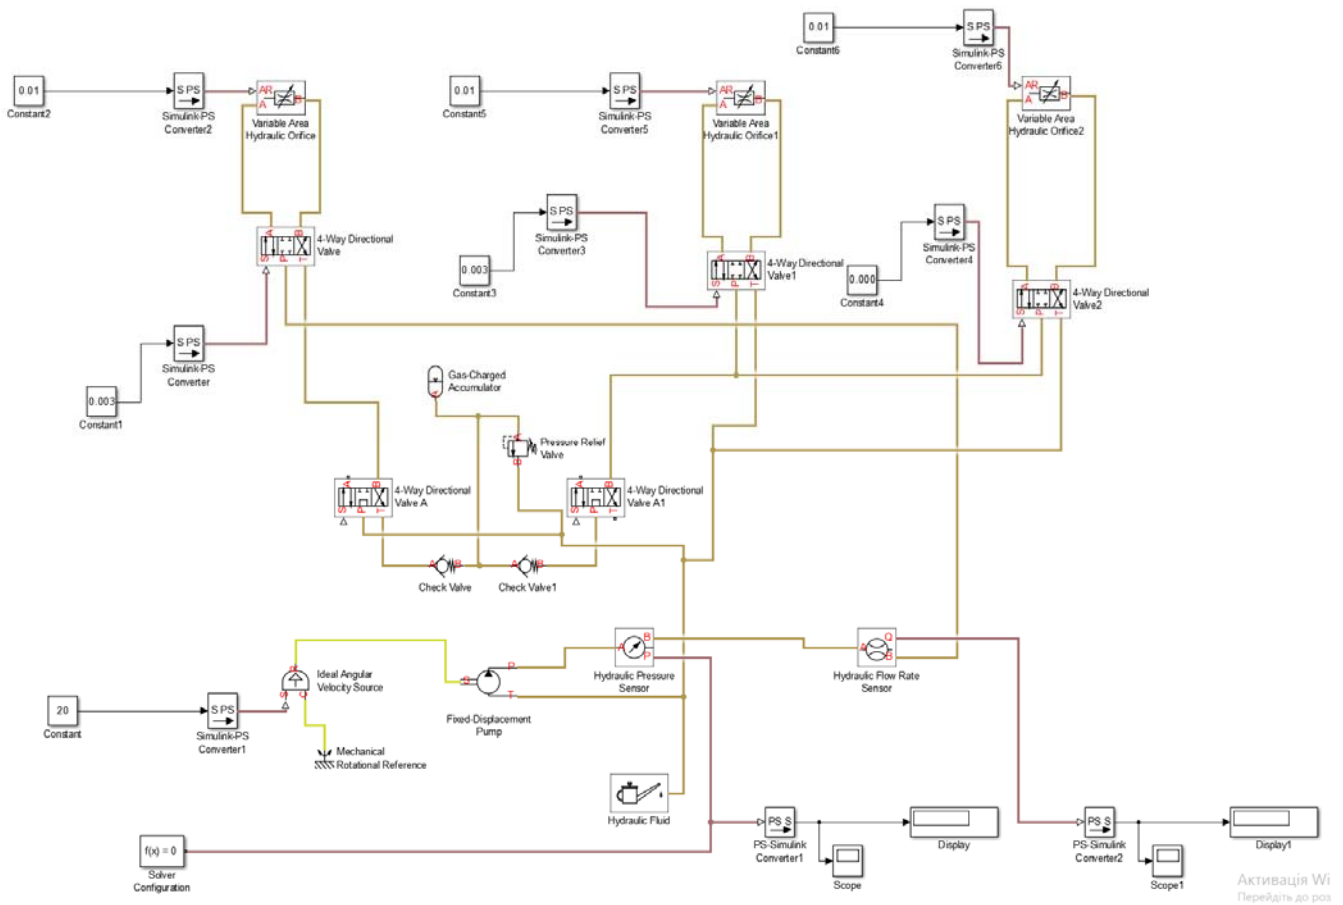 0.01
Constant6
S PS
Simulink-PS
Converter6
0.01
Constant2
S PS
Simulink-PS
Converter2
AR
A
B
Variable Area
Hydraulic Orifice
0.01
Constant5
S PS
Simulink-PS
Converter5
AR
A
B
Variable Area
Hydraulic Orifice1
AR
A
B
Variable Area
Hydraulic Orifice2
A
B
S
P
T
4-Way Directional
Valve
0.003
Constant3
S PS
Simulink-PS
Converter3
A
B
S
P
T
4-Way Directional
Valve1
0.000
Constant4
S PS
Simulink-PS
Converter4
A
B
S
P
T
4-Way Directional
Valve2
S PS
Simulink-PS
Converter
0.003
Constant1
A
Gas-Charged
Accumulator
A
B
Pressure Relief
Valve
A
B
S
P
T
4-Way Directional
Valve A
A
B
S
P
T
4-Way Directional
Valve A1
A
B
Check Valve
A
B
Check Valve1
20
Constant
S PS
Simulink-PS
Converter1
R
S
C
Ideal Angular
Velocity Source
Mechanical
Rotational Reference
S
P
T
Fixed-Displacement
Pump
A
B
P
Hydraulic Pressure
Sensor
A
Q
B
Hydraulic Flow Rate
Sensor
Hydraulic Fluid
f(x) = 0
Solver
Configuration
PS S
PS-Simulink
Converter1
Display
Scope
PS S
PS-Simulink
Converter2
Display1
Scope1
Активація Wi
Перейдіть до роз